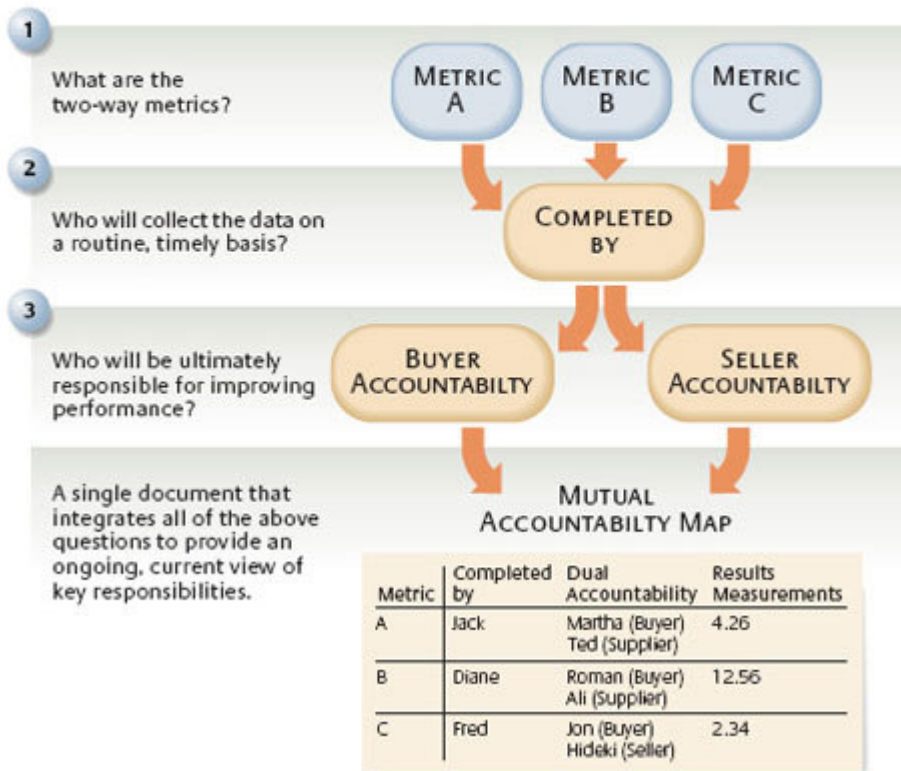 1
What are the
two-way metrics?
METRIC
A
METRIC
B
METRIC
C
2
Who will collect the data on
a routine, timely basis?
COMPLETED
BY
3
Who will be ultimately
responsible for improving
performance?
BUYER
ACCOUNTABILTY
SELLER
ACCOUNTABILTY
A single document that
integrates all of the above
questions to provide an
ongoing, current view of
key responsibilities.
MUTUAL
ACCOUNTABILTY MAP
Completed Dual Results
Metric by Accountability Measurements
A Jack Martha (Buyer) 4.26
Ted (Supplier)
B Diane Roman (Buyer) 12.56
Ali (Supplier)
C Fred Jon (Buyer) 2.34
Hideki (Seller)